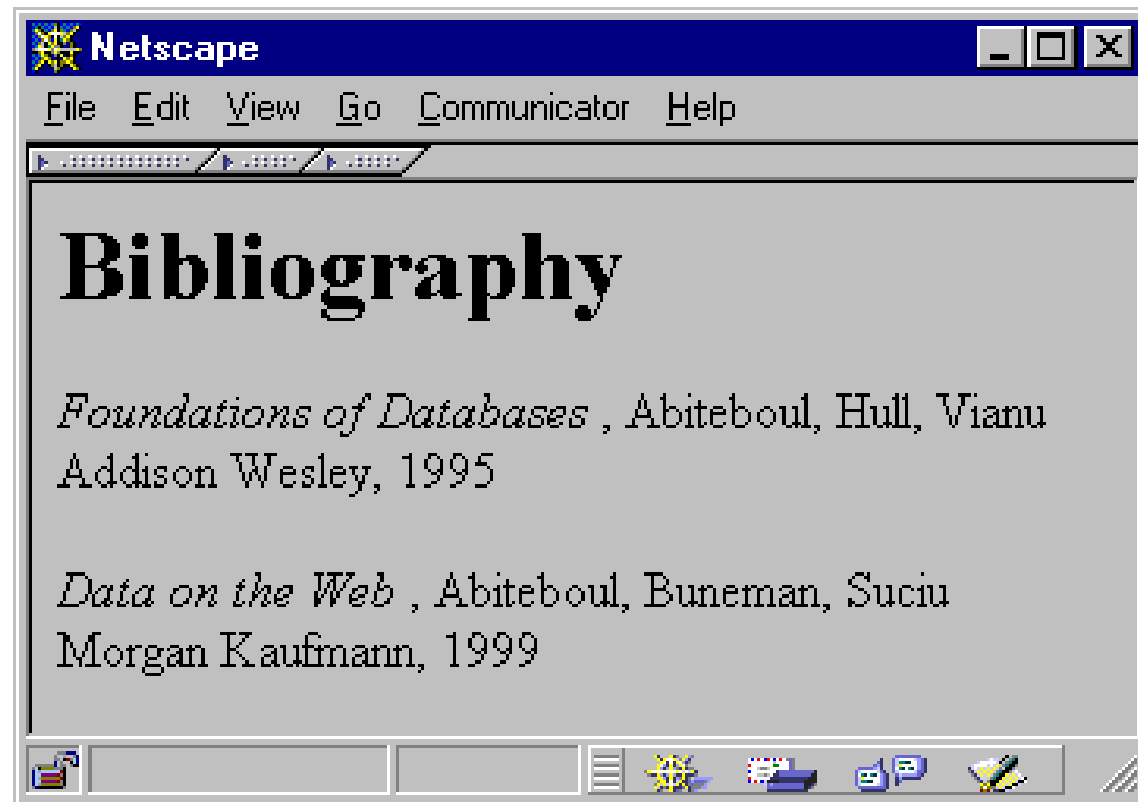 Netscape
File Edit View Go Communicator Help
Bibliography
Foundations of Databases , Abiteboul, Hull, Vianu
Addison Wesley, 1995
Data on the Web , Abiteboul, Buneman, Suciu
Morgan Kaufmann, 1999